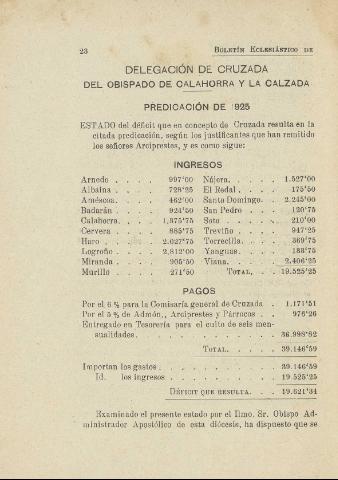 23 BOLETÍN ECLESIÁSTICO DE
DELEGACIÓN DE CRUZADA
DEL OBISPADO DE CALAHORRA Y LA CALZADA
PREDICACIÓN DE 1925
ESTADO del déficit que en concepto de Cruzada resulta en la
citada predicación, según los justificantes que han remitido
los señores Arciprestes, y es como sigue:
INGRESOS
Arnedo . . . . 997'00 Nájera. . . . . 1.527'00
Albaina . . . . 728'25 El Redal . . . . 175'50
Améscoa. . . . 462'00 Santo Domingo. . 2.245'00
Badarán . . . . 924'50 San Pedro . . . 120'75
Calahorra. . . . 1,375'75 Soto . . . . . 210'00
Cervera . . . . 885'75 Treviño . . . . 947'25
Haro . . . . . 2.027'75 Torrecilla. . . . 369'75
Logroño . . . . 2,812'00 Yanguas. . . . 133'75
Miranda . . . . 905'50 Viana. . . . . 2.406'25
Murillo . . . . 271'50 TOTAL, . . . 19.525'25
PAGOS
Por el 6 % para la Comisaría general de Cruzada . 1.171'51
Por el 5 % de Admón,, Arciprestes y Párrocos . . 976'26
Entregado en Tesorería para el culto de seis men-
sualidades. . . . . . . . . . 36.998'82
TOTAL. . . . . 39.146'59
Importan los gastos . . . . . . . . 39.146'59
Id. los ingresos . . . . . . . . 19.525'25
DÉFICIT QUE RESULTA. . . 19.621'34
Examinado el presente estado por el Ilmo. Sr. Obispo Ad-
ministrador Apostólico de esta diócesis, ha dispuesto que se